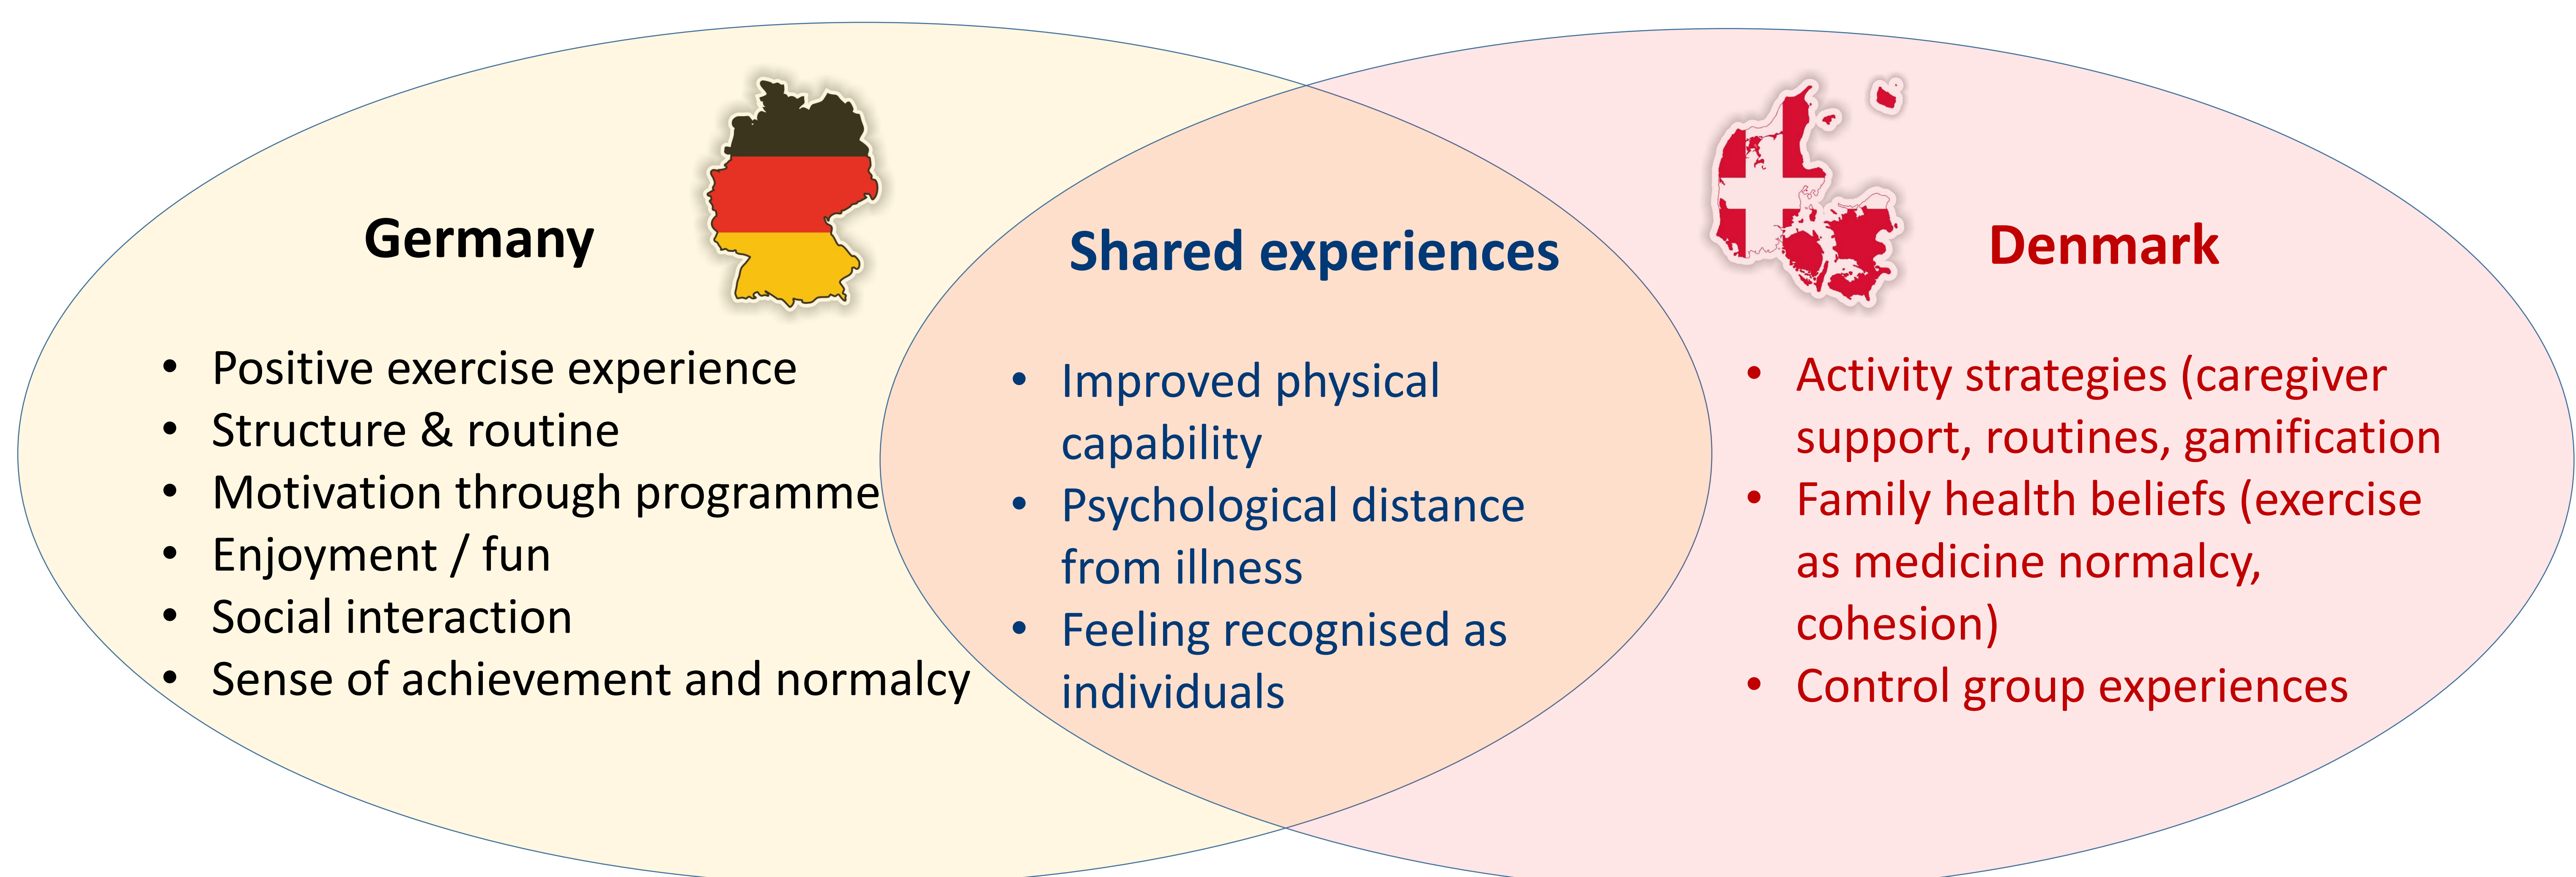 Germany
• Positive exercise experience
• Structure & routine
• Motivation through programme
• Enjoyment / fun
• Social interaction
• Sense of achievement and normalcy
Shared experiences
• Improved physical
capability
• Psychological distance
from illness
• Feeling recognised as
individuals
Denmark
• Activity strategies (caregiver
support, routines, gamification
• Family health beliefs (exercise
as medicine normalcy,
cohesion)
• Control group experiences